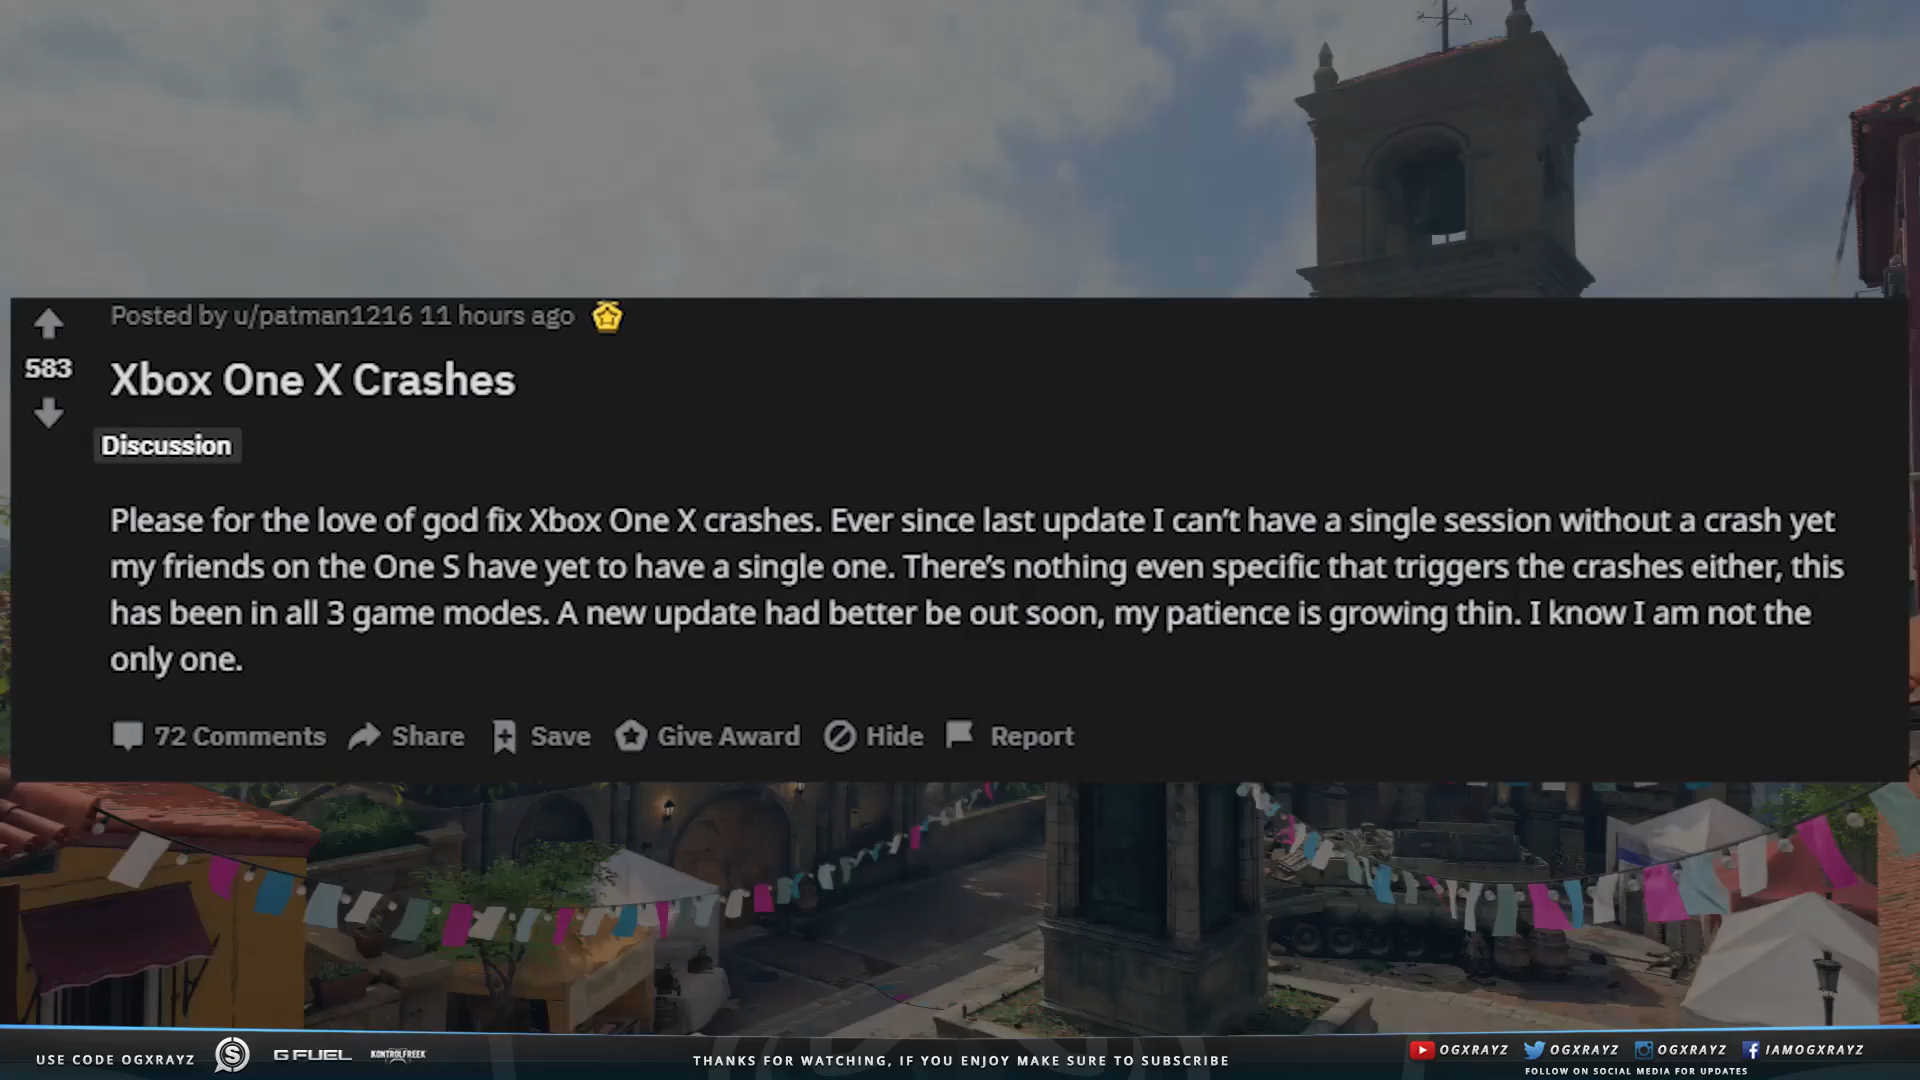 Posted by u/patman1216 11 hours ago
583
Xbox One X Crashes
Discussion
Please for the love of god fix Xbox One X crashes. Ever since last update I can't have a single session without a crash yet
my friends on the One S have yet to have a single one. There's nothing even specific that triggers the crashes either, this
has been in all 3 game modes. A new update had better be out soon, my patience is growing thin. I know I am not the
only one.
72 Comments Share Save Give Award Hide Report
USE CODE OGXRAYZ S G FUEL KONTROLFREEK
THANKS FOR WATCHING, IF YOU ENJOY MAKE SURE TO SUBSCRIBE
OGXRAYZ OGXRAYZ OGXRAYZ IAMOGXRAYZ
FOLLOW ON SOCIAL MEDIA FOR UPDATES